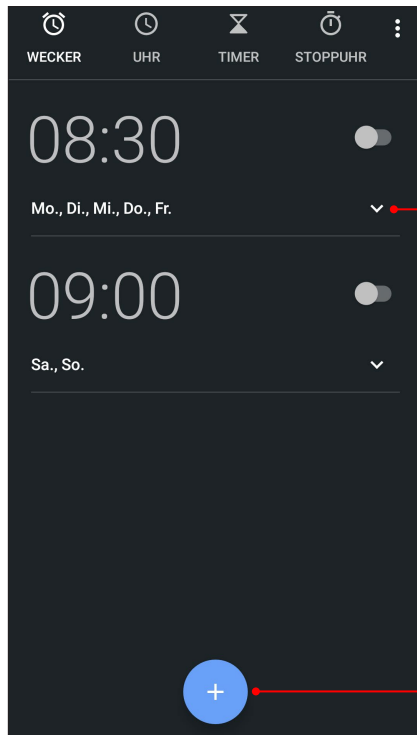 WECKER UHR TIMER STOPPUHR
08:30
Mo., Di., Mi., Do., Fr.
09:00
Sa., So.
+